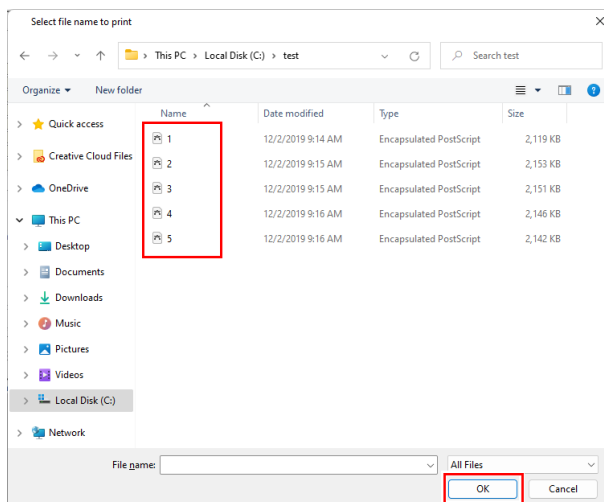 Select file name to print
This PC > Local Disk (C:) > test
Search test
Organize New folder
Name Date modified Type Size
Quick access
Creative Cloud Files
OneDrive
This PC
Desktop
Documents
Downloads
Music
Pictures
Videos
Local Disk (C:)
Network
1 12/2/2019 9:14 AM Encapsulated PostScript 2,119 KB
2 12/2/2019 9:15 AM Encapsulated PostScript 2,153 KB
3 12/2/2019 9:15 AM Encapsulated PostScript 2,151 KB
4 12/2/2019 9:16 AM Encapsulated PostScript 2,146 KB
5 12/2/2019 9:16 AM Encapsulated PostScript 2,142 KB
File name: All Files
OK Cancel